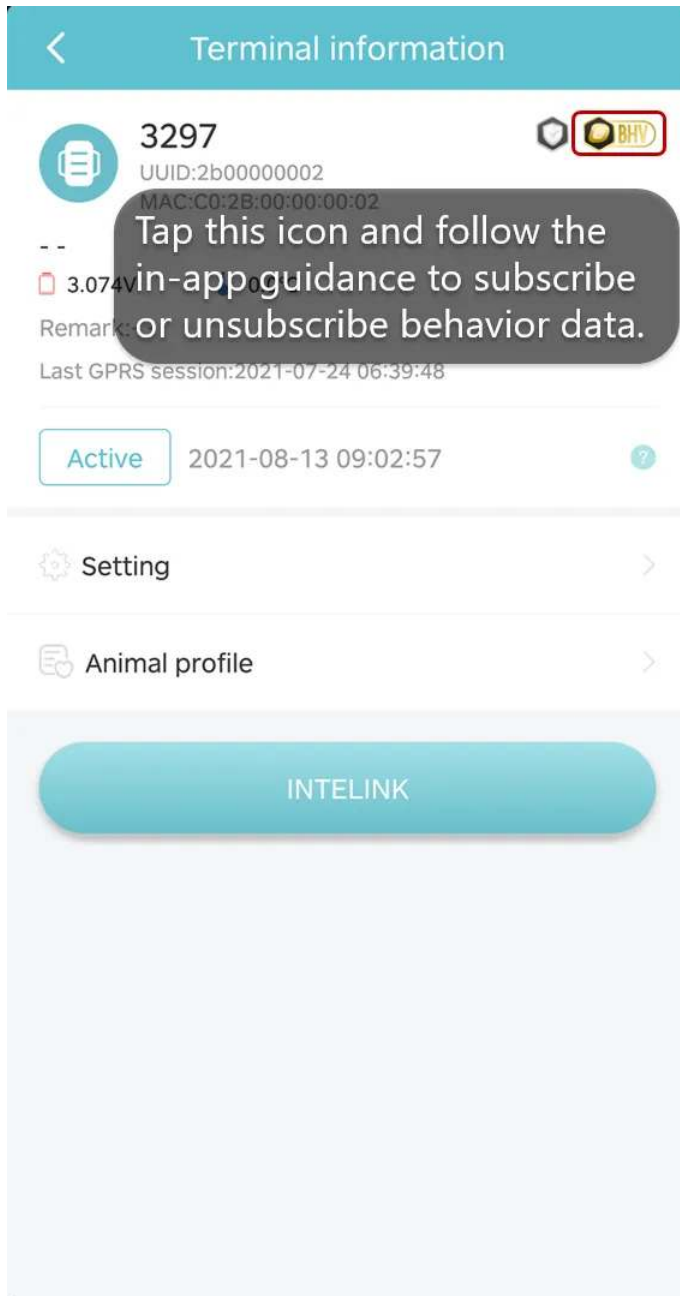 Terminal information
3297
BHV
UUID:2b00000002
MAC:C0:2B:00:00:00:02
Tap this icon and follow the
in-app guidance to subscribe
or unsubscribe behavior data.
- -
3.074V
Remark:
Last GPRS session:2021-07-24 06:39:48
Active 2021-08-13 09:02:57 ?
Setting
Animal profile
INTELINK